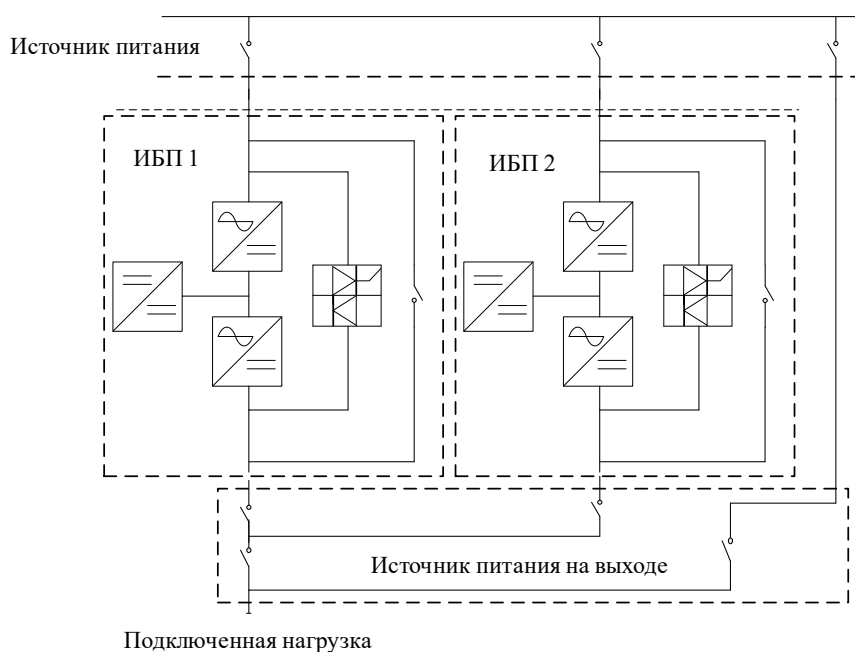 Источник питания
ИБП 1
ИБП 2
Источник питания на выходе
Подключенная нагрузка